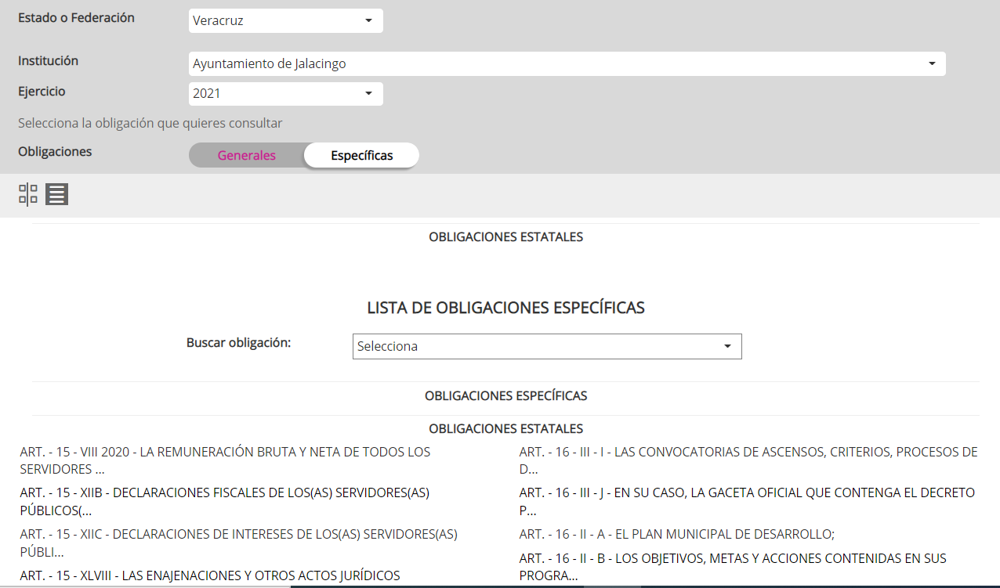 Estado o Federación
Veracruz
Institución
Ayuntamiento de Jalacingo
Ejercicio
2021
Selecciona la obligación que quieres consultar
Obligaciones
Generales
Específicas
OBLIGACIONES ESTATALES
LISTA DE OBLIGACIONES ESPECÍFICAS
Buscar obligación:
Selecciona
OBLIGACIONES ESPECÍFICAS
OBLIGACIONES ESTATALES
ART. - 15 - VIII 2020 - LA REMUNERACIÓN BRUTA Y NETA DE TODOS LOS
SERVIDORES ...
ART. - 15 - XIIB - DECLARACIONES FISCALES DE LOS(AS) SERVIDORES(AS)
PÚBLICOS(...
ART. - 15 - XIIC - DECLARACIONES DE INTERESES DE LOS(AS) SERVIDORES(AS)
PÚBLI...
ART. - 15 - XLVIII - LAS ENAJENACIONES Y OTROS ACTOS JURÍDICOS
ART. - 16 - III - I - LAS CONVOCATORIAS DE ASCENSOS, CRITERIOS, PROCESOS DE
D...
ART. - 16 - III - J - EN SU CASO, LA GACETA OFICIAL QUE CONTENGA EL DECRETO
P...
ART. - 16 - II - A - EL PLAN MUNICIPAL DE DESARROLLO;
ART. - 16 - II - B - LOS OBJETIVOS, METAS Y ACCIONES CONTENIDAS EN SUS
PROGRA...